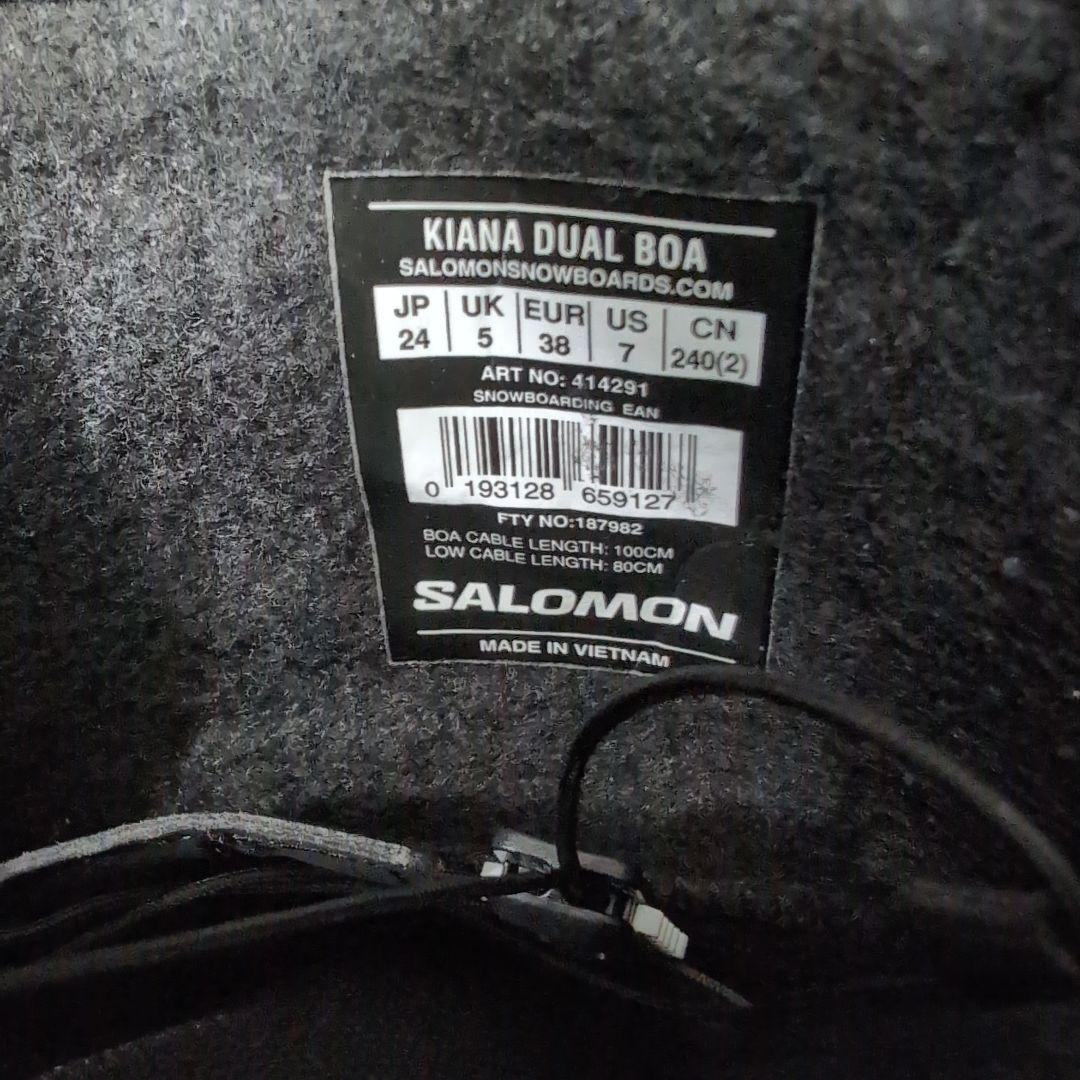 KIANA DUAL BOA
SALOMONSNOWBOARDS.COM
JP UK EUR US CN
24 5 38 7 240(2)
ART NO: 414291
SNOWBOARDING EAN
0 193128 659127
FTY NO:187982
BOA CABLE LENGTH: 100CM
LOW CABLE LENGTH: 80CM
SALOMON
MADE IN VIETNAM